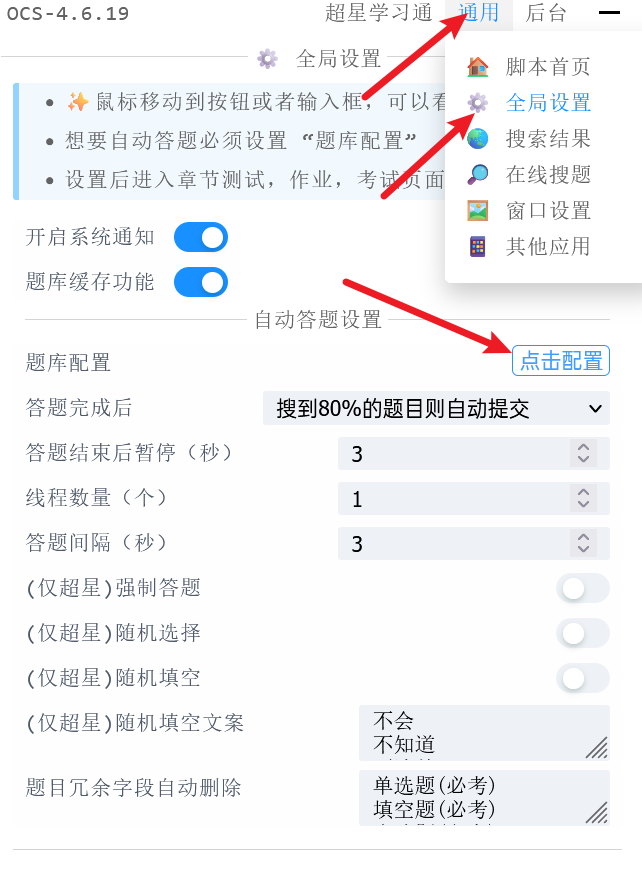 OCS-4.6.19 超星学习通 通用 后台
全局设置
脚本首页
全局设置
搜索结果
在线搜题
窗口设置
其他应用
✨鼠标移动到按钮或者输入框，可以看
想要自动答题必须设置 “题库配置”
设置后进入章节测试，作业，考试页面
开启系统通知
题库缓存功能
自动答题设置
题库配置 点击配置
答题完成后 搜到80%的题目则自动提交
答题结束后暂停（秒） 3
线程数量（个） 1
答题间隔（秒） 3
(仅超星)强制答题
(仅超星)随机选择
(仅超星)随机填空
(仅超星)随机填空文案 不会
不知道
题目冗余字段自动删除 单选题(必考)
填空题(必考)